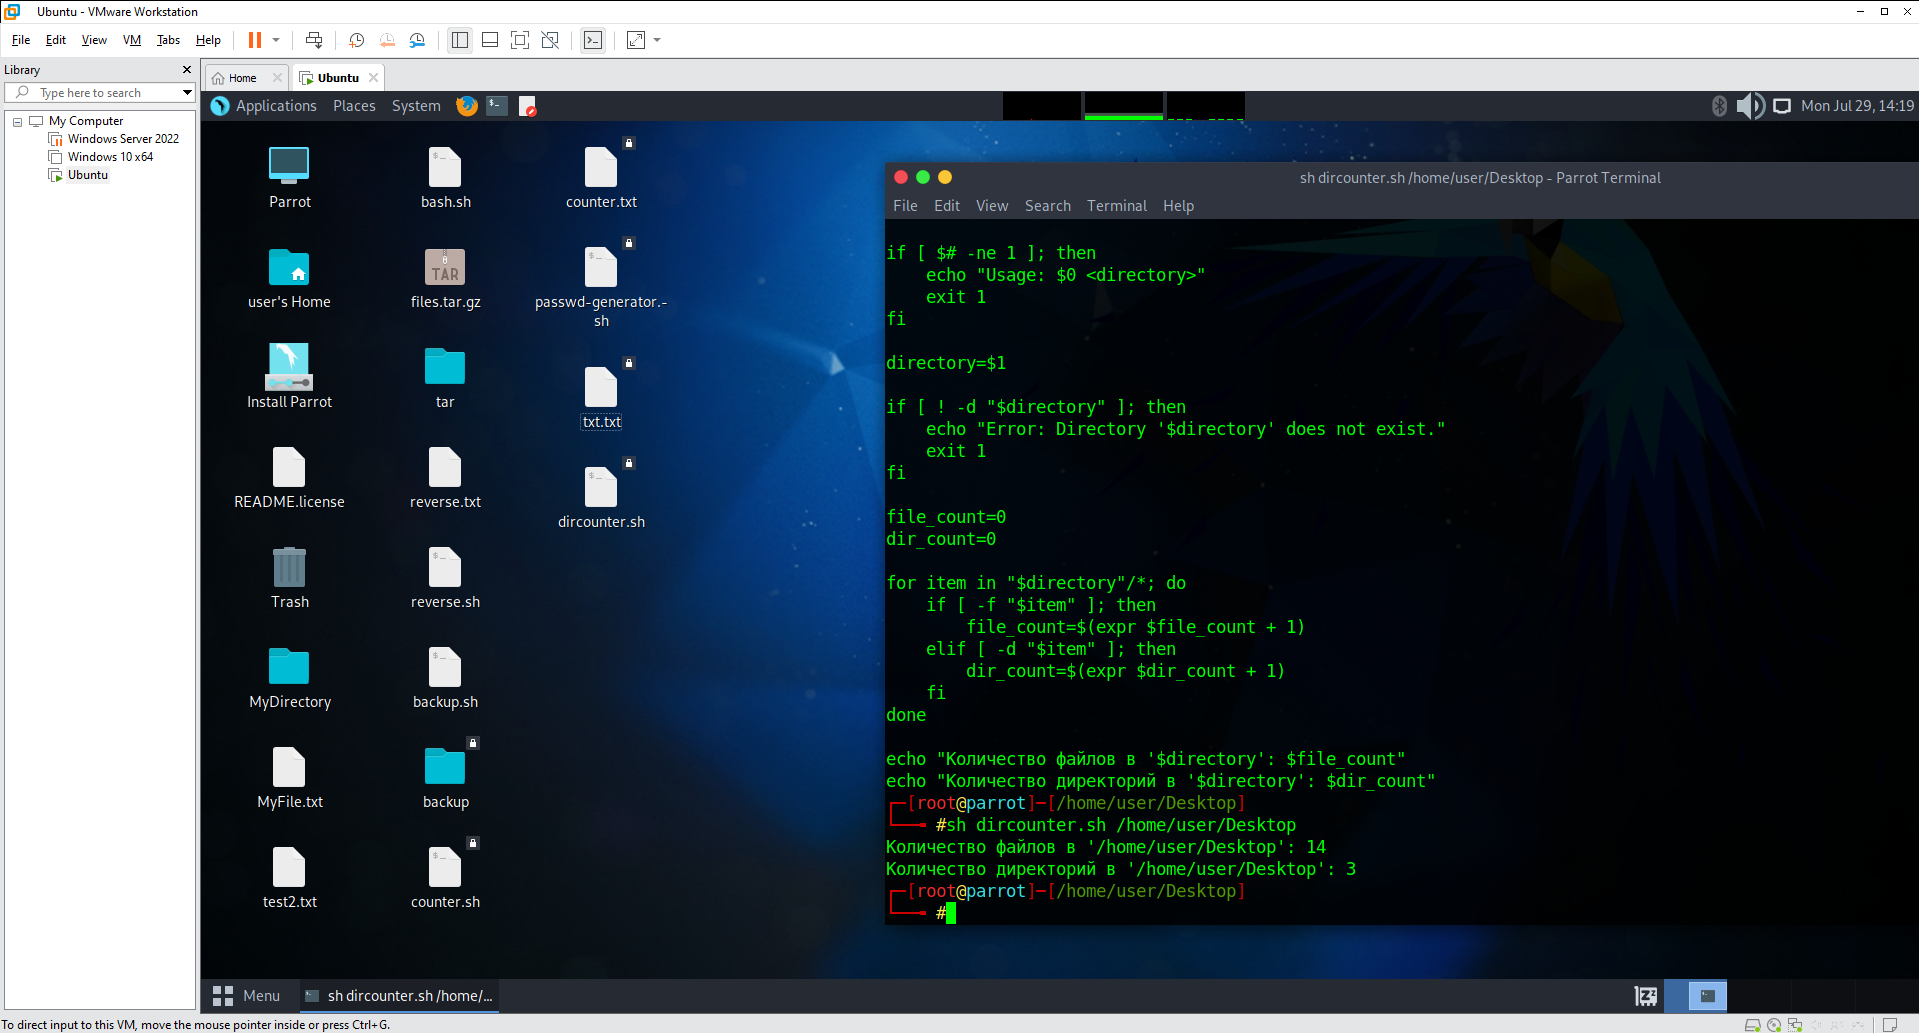 Ubuntu - VMware Workstation
File Edit View VM Tabs Help
Library
Type here to search
My Computer
Windows Server 2022
Windows 10 x64
Ubuntu
Home
Ubuntu
Applications Places System
Mon Jul 29, 14:19
Parrot
bash.sh
counter.txt
user's Home
files.tar.gz
TAR
passwd-generator.-
sh
Install Parrot
tar
txt.txt
README.license
reverse.txt
dircounter.sh
Trash
reverse.sh
MyDirectory
backup.sh
MyFile.txt
backup
test2.txt
counter.sh
sh dircounter.sh /home/user/Desktop - Parrot Terminal
File Edit View Search Terminal Help
if [ $# -ne 1 ]; then
    echo "Usage: $0 <directory>"
    exit 1
fi
directory=$1
if [ ! -d "$directory" ]; then
    echo "Error: Directory '$directory' does not exist."
    exit 1
fi
file_count=0
dir_count=0
for item in "$directory"/*; do
    if [ -f "$item" ]; then
        file_count=$(expr $file_count + 1)
    elif [ -d "$item" ]; then
        dir_count=$(expr $dir_count + 1)
    fi
done
echo "Количество файлов в '$directory': $file_count"
echo "Количество директорий в '$directory': $dir_count"
┌─[root@parrot]─[/home/user/Desktop]
└──╼ #sh dircounter.sh /home/user/Desktop
Количество файлов в '/home/user/Desktop': 14
Количество директорий в '/home/user/Desktop': 3
┌─[root@parrot]─[/home/user/Desktop]
└──╼ #
Menu
sh dircounter.sh /home/...
To direct input to this VM, move the mouse pointer inside or press Ctrl+G.